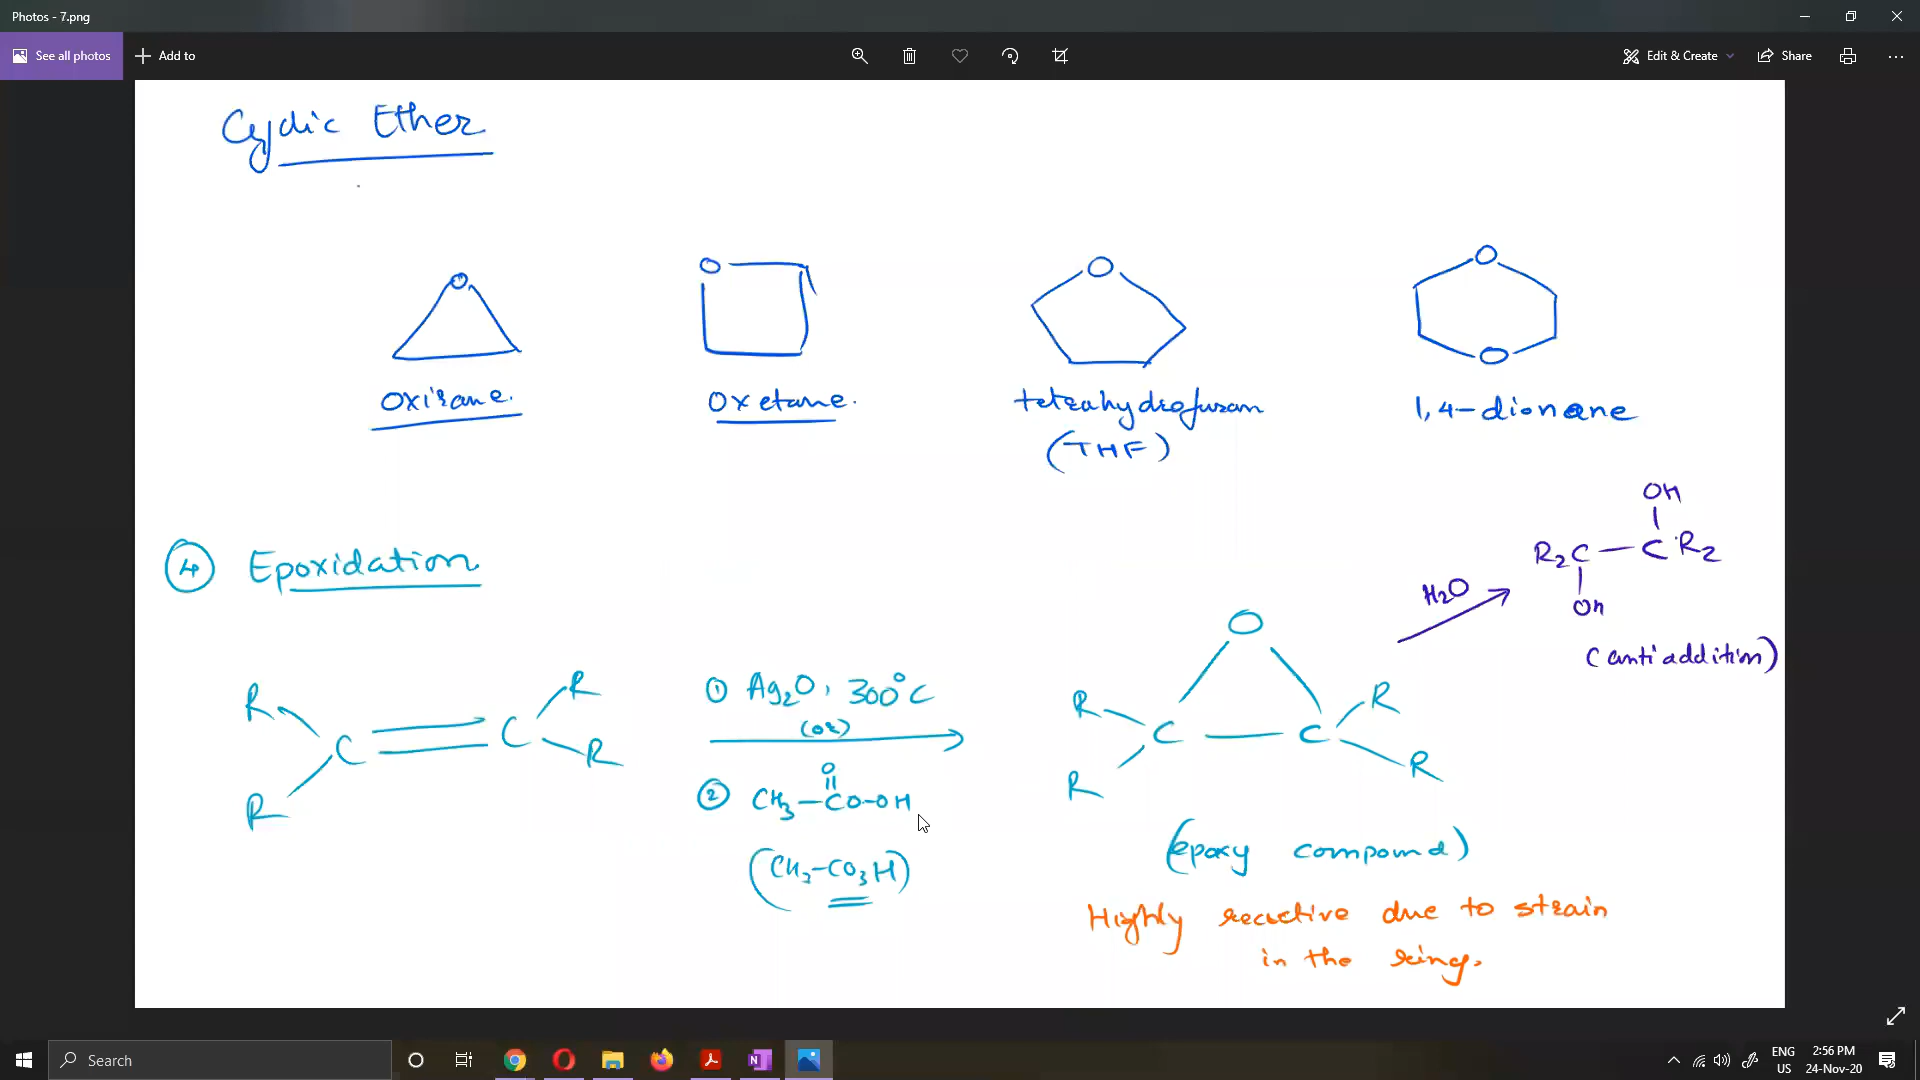 Photos - 7.png
See all photos
Add to
Edit & Create
Share
Cyclic Ether
O
O
O
O
O
oxirane.
oxetane.
tetrahydrofuran
(THF)
1,4-dionane
④ Epoxidation
OH
R2C — CR2
OH
(anti addition)
H2O
R R
C = C
R R
① Ag2O, 300°C
(or)
② CH3—CO-OH
O
(CH3-CO3H)
O
R R
C — C
R R
(epoxy compound)
Highly reactive due to strain
in the ring.
Search
ENG
US
2:56 PM
24-Nov-20